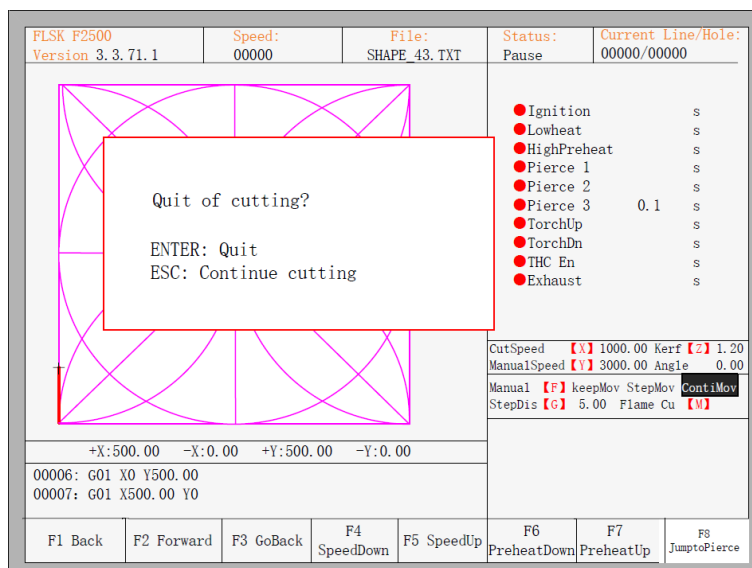 FLSK F2500 Speed: File: Status: Current Line/Hole:
Version 3.3.71.1 00000 SHAPE_43.TXT Pause 00000/00000
Ignition s
Lowheat s
HighPreheat s
Pierce 1 s
Pierce 2 s
Pierce 3 0.1 s
TorchUp s
TorchDn s
THC En s
Exhaust s
Quit of cutting?
ENTER: Quit
ESC: Continue cutting
CutSpeed 【X】 1000.00 Kerf【Z】 1.20
ManualSpeed【Y】 3000.00 Angle 0.00
Manual 【F】 keepMov StepMov ContiMov
StepDis【G】 5.00 Flame Cu 【M】
+X:500.00 -X:0.00 +Y:500.00 -Y:0.00
00006: G01 X0 Y500.00
00007: G01 X500.00 Y0
F1 Back F2 Forward F3 GoBack F4 SpeedDown F5 SpeedUp F6 PreheatDown F7 PreheatUp F8 JumptoPierce